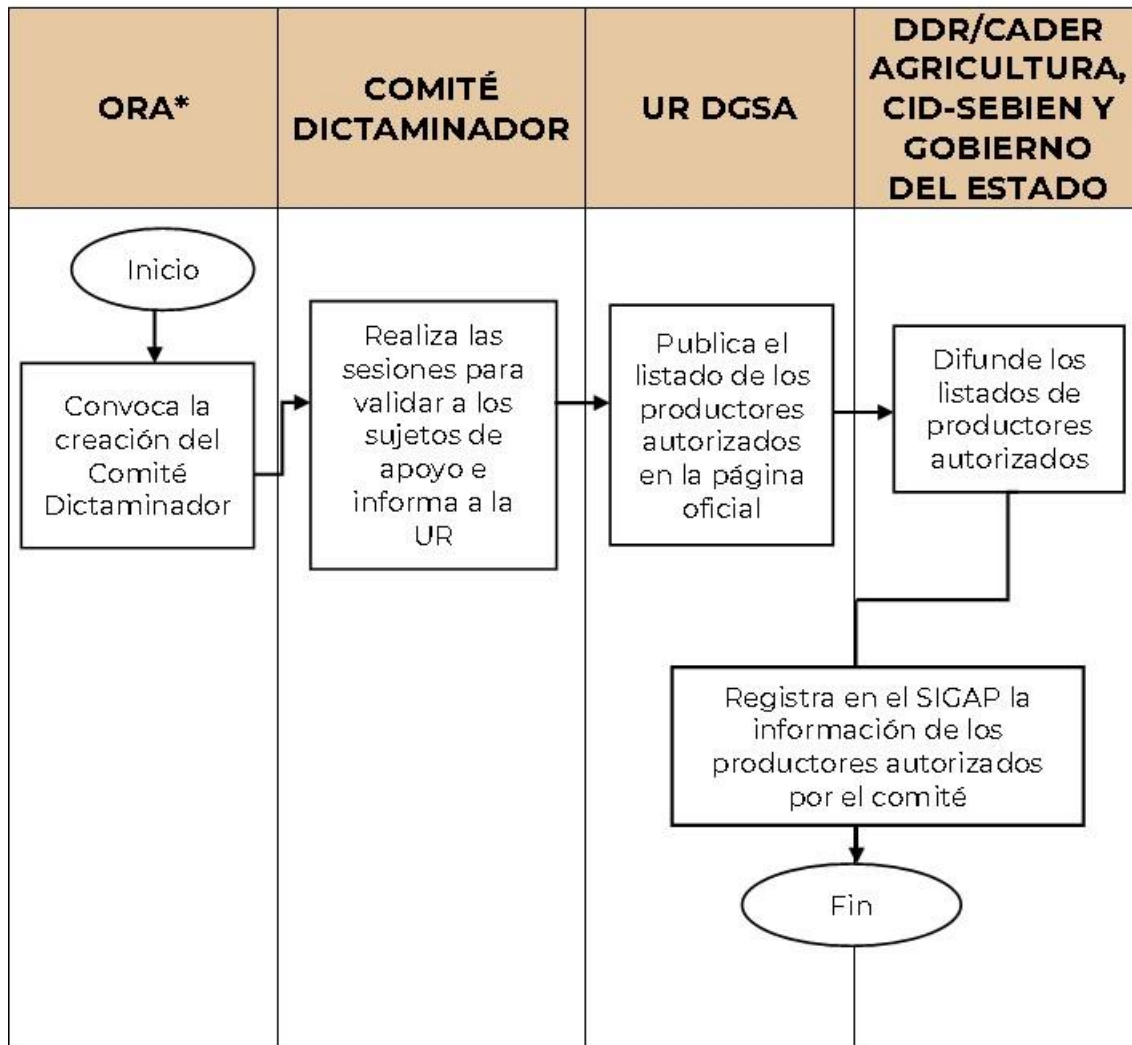 ORA*
COMITÉ
DICTAMINADOR
UR DGSA
DDR/CADER
AGRICULTURA,
CID-SEBIEN Y
GOBIERNO
DEL ESTADO
Inicio
Convoca la
creación del
Comité
Dictaminador
Realiza las
sesiones para
validar a los
sujetos de
apoyo e
informa a la
UR
Publica el
listado de los
productores
autorizados
en la página
oficial
Difunde los
listados de
productores
autorizados
Registra en el SIGAP la
información de los
productores autorizados
por el comité
Fin